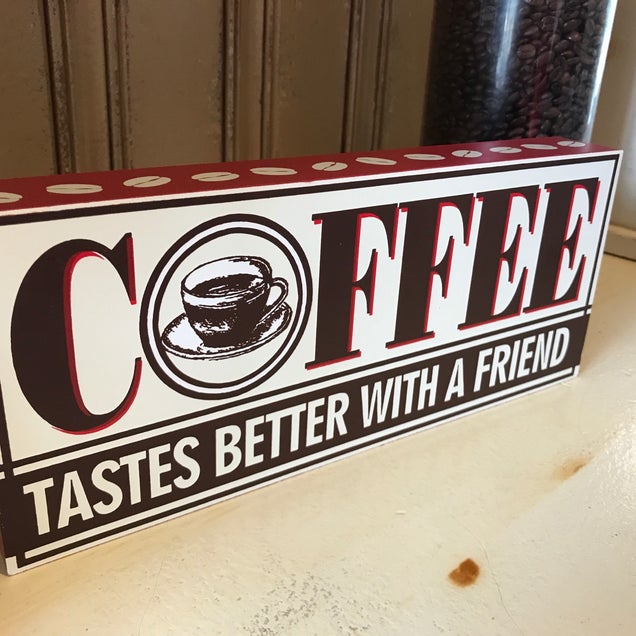 COFFEE
TASTES BETTER WITH A FRIEND